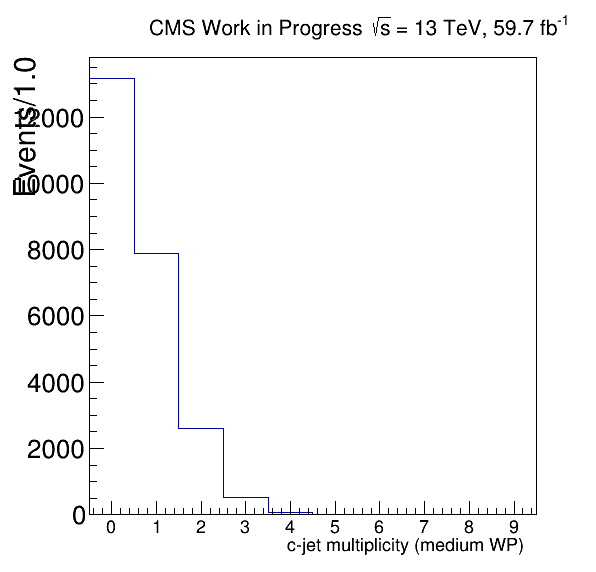 CMS Work in Progress √s = 13 TeV, 59.7 fb⁻¹
Events/1.0
12000
10000
8000
6000
4000
2000
0
0 1 2 3 4 5 6 7 8 9
c-jet multiplicity (medium WP)